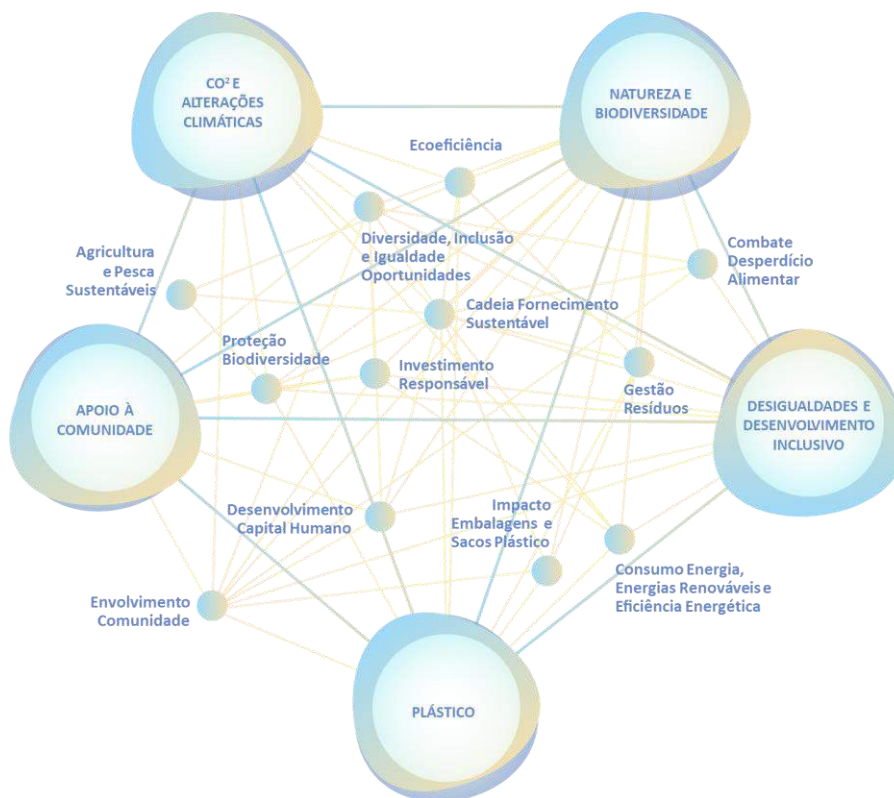 CO² E
ALTERAÇÕES
CLIMÁTICAS
NATUREZA E
BIODIVERSIDADE
Ecoeficiência
Diversidade, Inclusão
e Igualdade
Oportunidades
Combate
Desperdício
Alimentar
Agricultura
e Pesca
Sustentáveis
Cadeia Fornecimento
Sustentável
Proteção
Biodiversidade
Investimento
Responsável
Gestão
Resíduos
APOIO À
COMUNIDADE
DESIGUALDADES E
DESENVOLVIMENTO
INCLUSIVO
Desenvolvimento
Capital Humano
Impacto
Embalagens e
Sacos Plástico
Consumo Energia,
Energias Renováveis e
Eficiência Energética
Envolvimento
Comunidade
PLÁSTICO